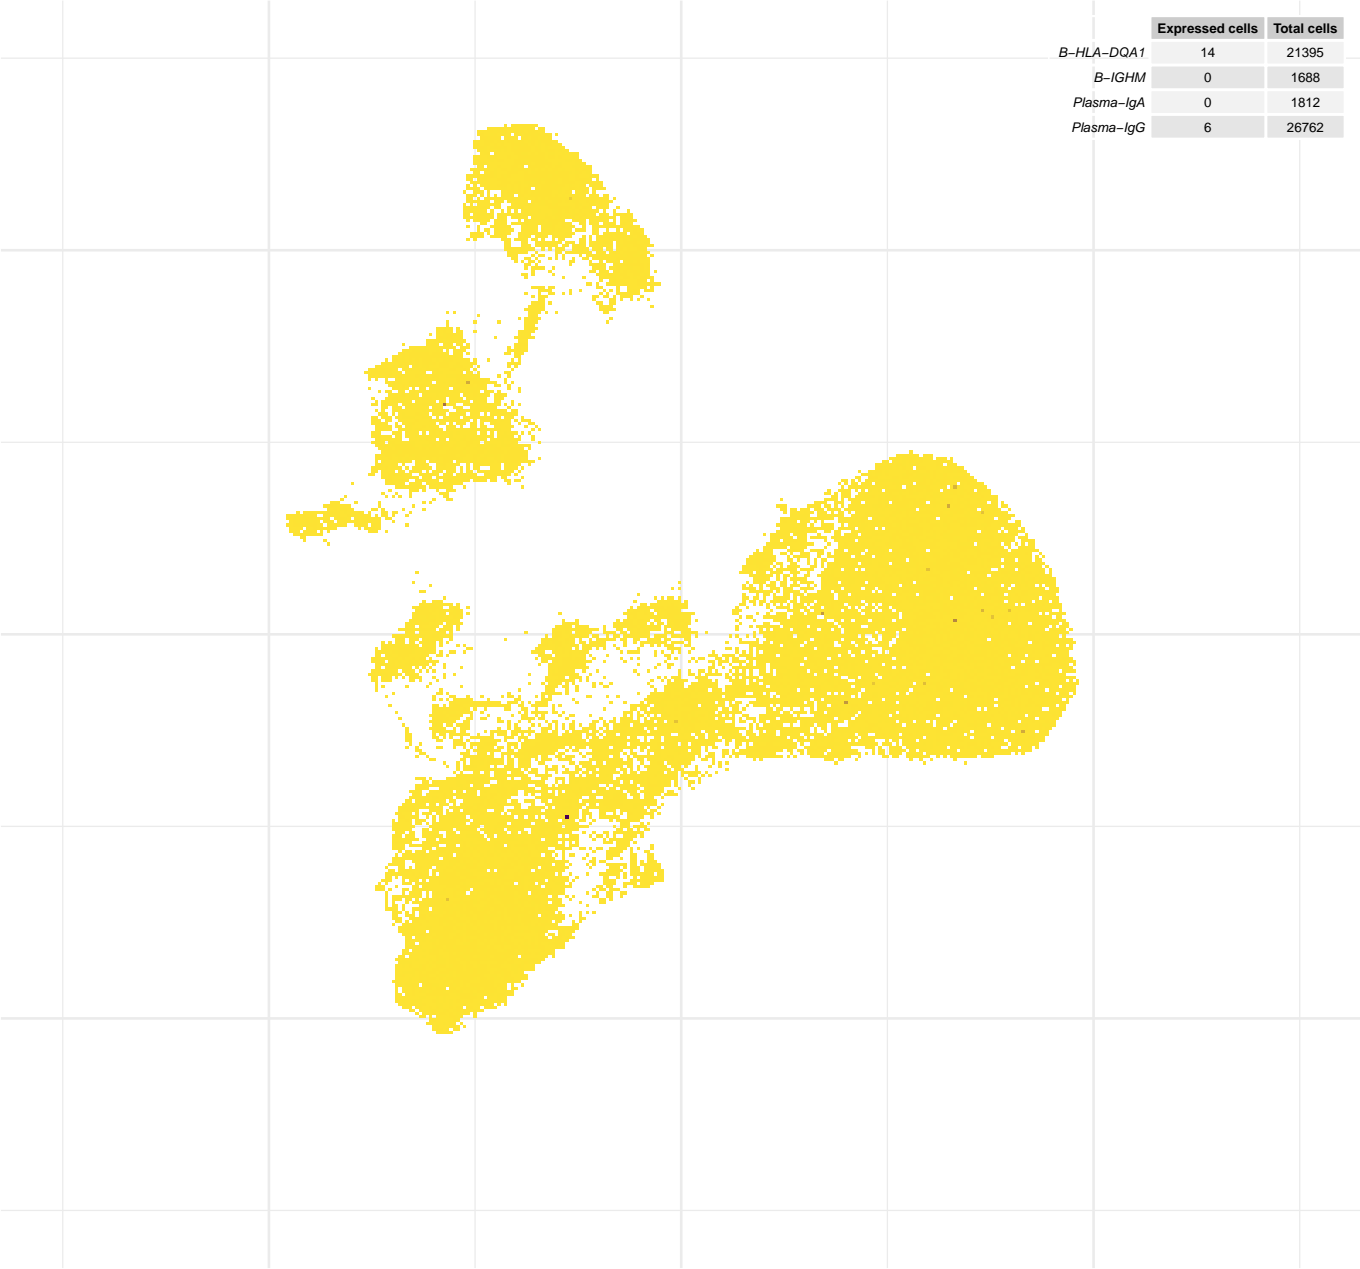 Expressed cells Total cells
B−HLA−DQA1 14 21395
B−IGHM 0 1688
Plasma−IgA 0 1812
Plasma−IgG 6 26762